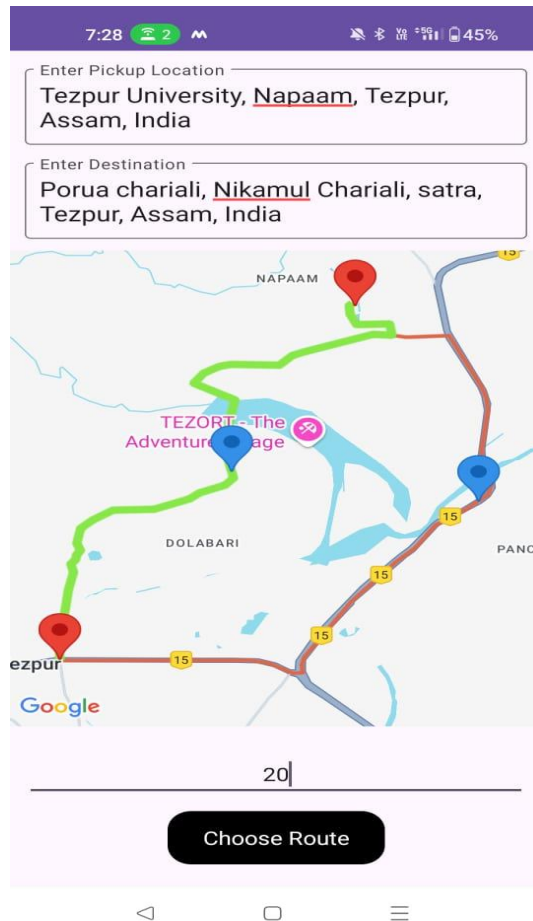 7:28 2 45%
Enter Pickup Location
Tezpur University, Napaam, Tezpur,
Assam, India
Enter Destination
Porua chariali, Nikamul Chariali, satra,
Tezpur, Assam, India
15
NAPAAM
TEZORT - The
Adventure
15
DOLABARI
PANC
15
15
ezpur
15
Google
20
Choose Route